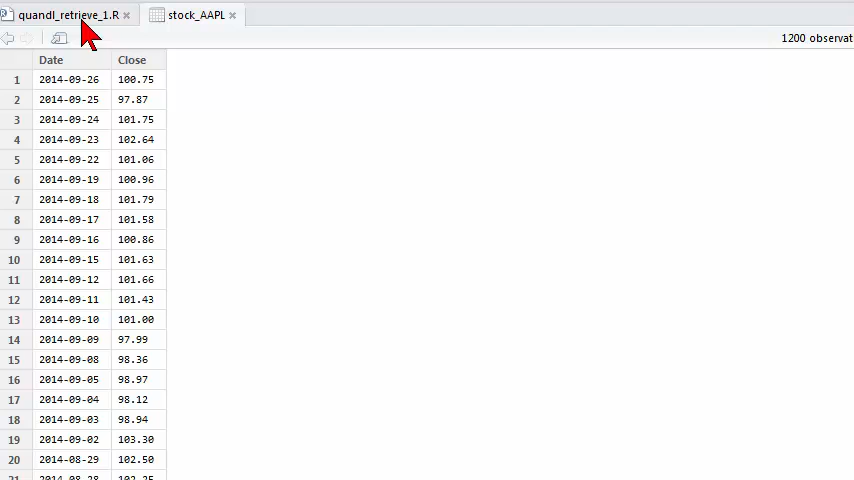 quandl_retrieve_1.R stock_AAPL
1200 observat
Date Close
1 2014-09-26 100.75
2 2014-09-25 97.87
3 2014-09-24 101.75
4 2014-09-23 102.64
5 2014-09-22 101.06
6 2014-09-19 100.96
7 2014-09-18 101.79
8 2014-09-17 101.58
9 2014-09-16 100.86
10 2014-09-15 101.63
11 2014-09-12 101.66
12 2014-09-11 101.43
13 2014-09-10 101.00
14 2014-09-09 97.99
15 2014-09-08 98.36
16 2014-09-05 98.97
17 2014-09-04 98.12
18 2014-09-03 98.94
19 2014-09-02 103.30
20 2014-08-29 102.50
21 2014-08-28 102.25